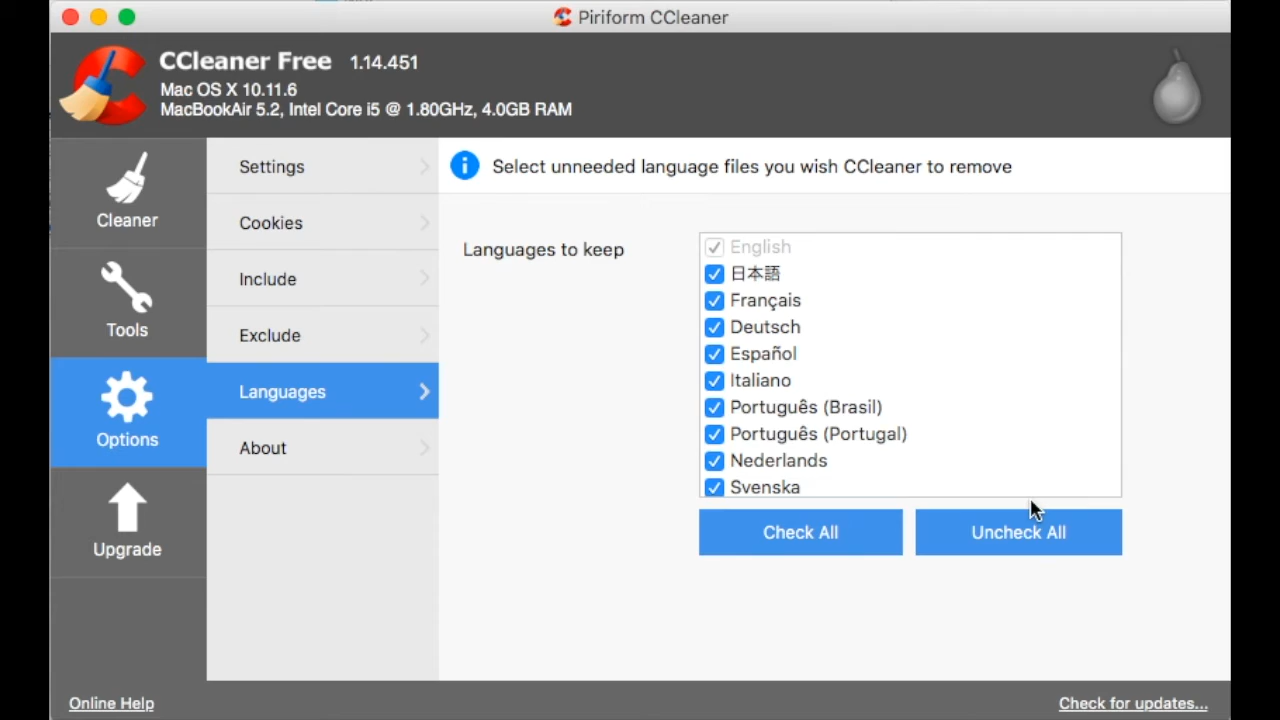 Piriform CCleaner
CCleaner Free 1.14.451
Mac OS X 10.11.6
MacBookAir 5.2, Intel Core i5 @ 1.80GHz, 4.0GB RAM
Cleaner
Tools
Options
Upgrade
Settings
Cookies
Include
Exclude
Languages
About
Select unneeded language files you wish CCleaner to remove
Languages to keep
English
日本語
Français
Deutsch
Español
Italiano
Português (Brasil)
Português (Portugal)
Nederlands
Svenska
Check All
Uncheck All
Online Help
Check for updates...